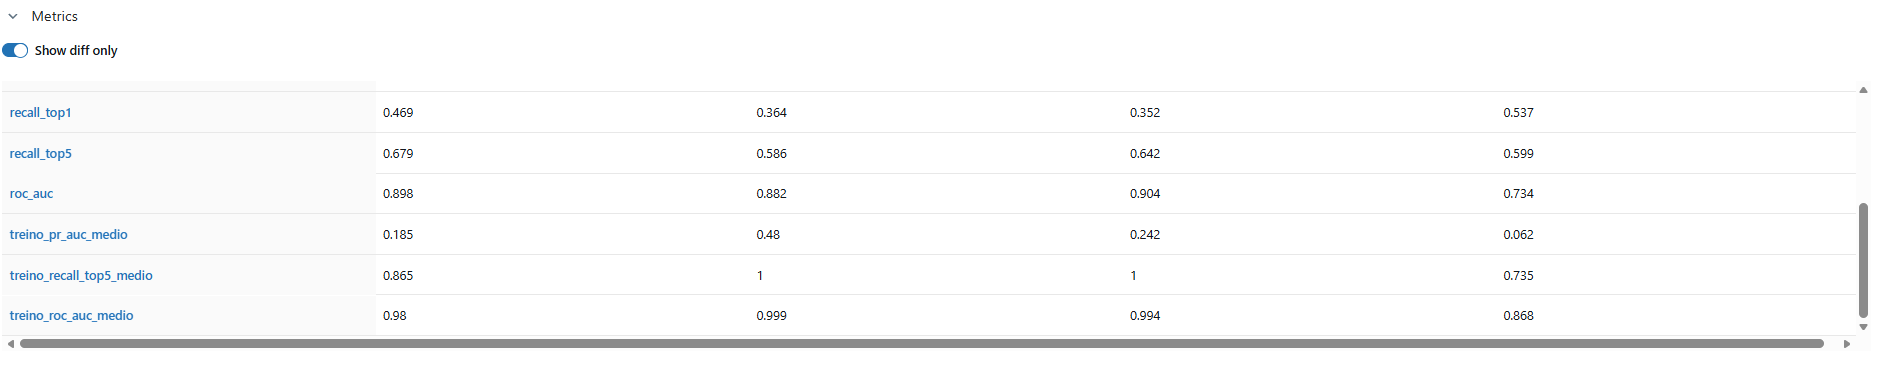 Metrics
Show diff only
recall_top1 0.469 0.364 0.352 0.537
recall_top5 0.679 0.586 0.642 0.599
roc_auc 0.898 0.882 0.904 0.734
treino_pr_auc_medio 0.185 0.48 0.242 0.062
treino_recall_top5_medio 0.865 1 1 0.735
treino_roc_auc_medio 0.98 0.999 0.994 0.868